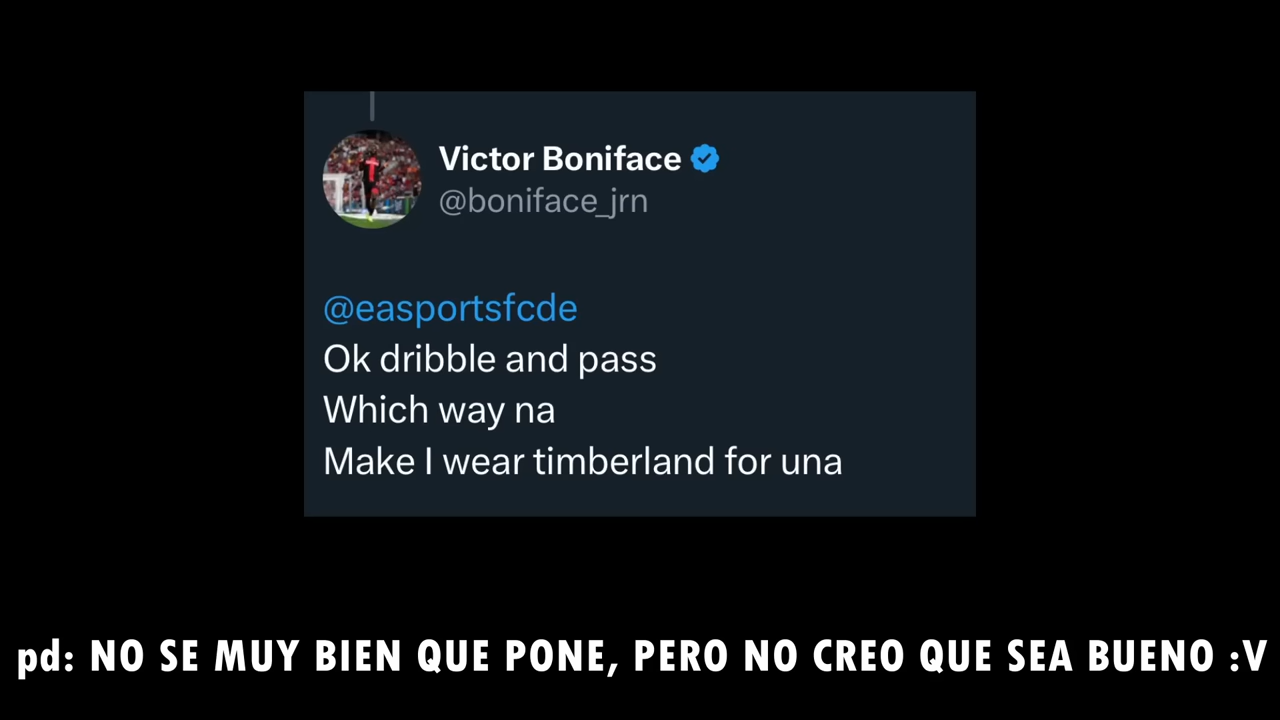 Victor Boniface
@boniface_jrn
@easportsfcde
Ok dribble and pass
Which way na
Make I wear timberland for una
pd: NO SE MUY BIEN QUE PONE, PERO NO CREO QUE SEA BUENO :V